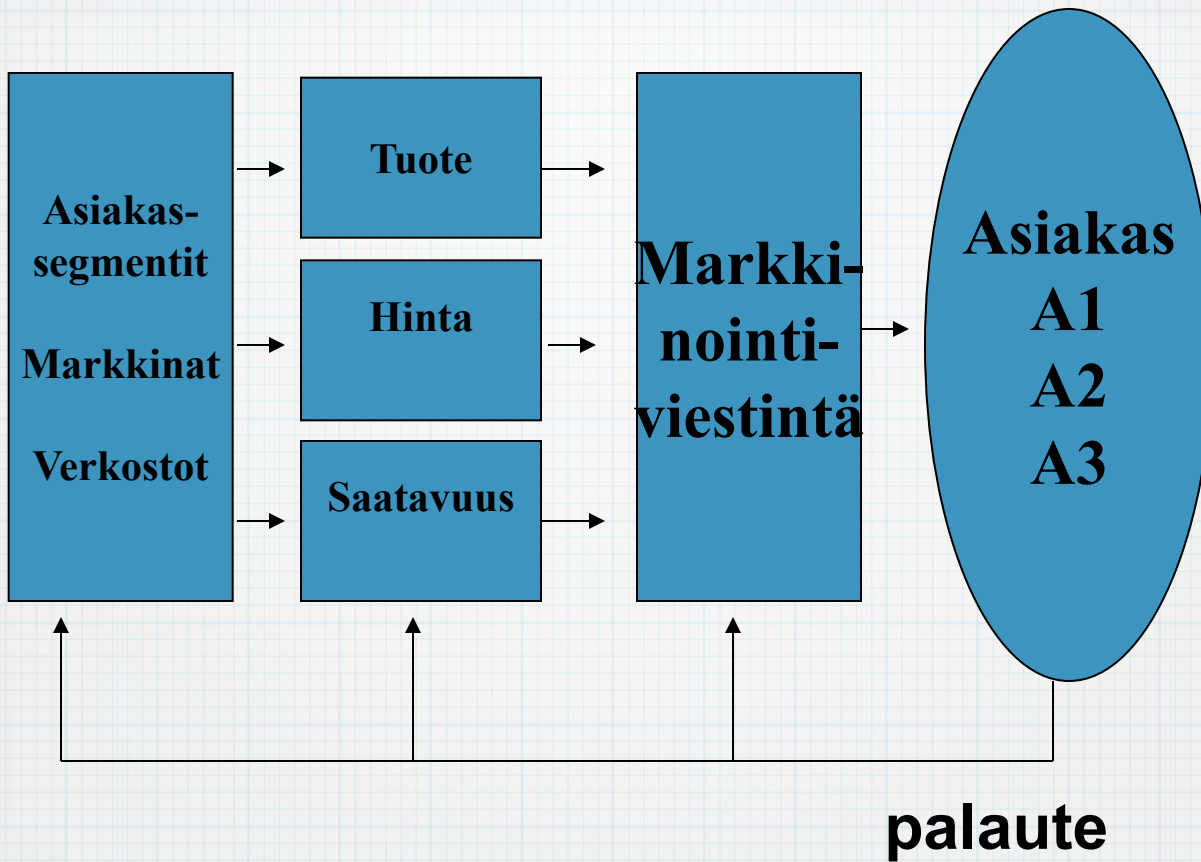 Asiakas-
segmentit
Markkinat
Verkostot
Tuote
Hinta
Saatavuus
Markki-
nointi-
viestintä
Asiakas
A1
A2
A3
palaute